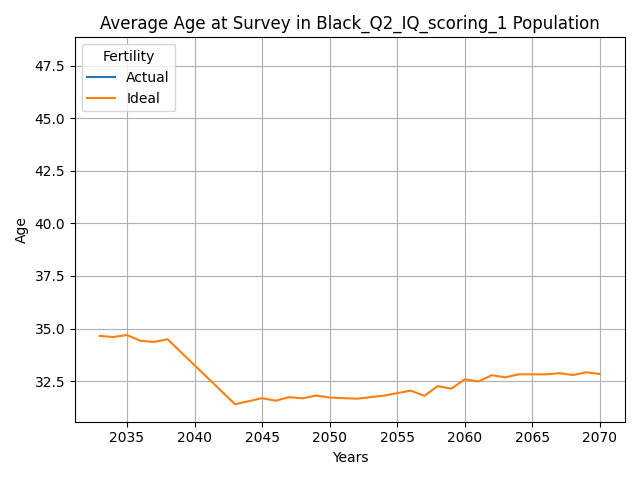 Average Age at Survey in Black_Q2_IQ_scoring_1 Population
Fertility
Actual
Ideal
47.5
45.0
42.5
40.0
37.5
35.0
32.5
Age
2035 2040 2045 2050 2055 2060 2065 2070
Years